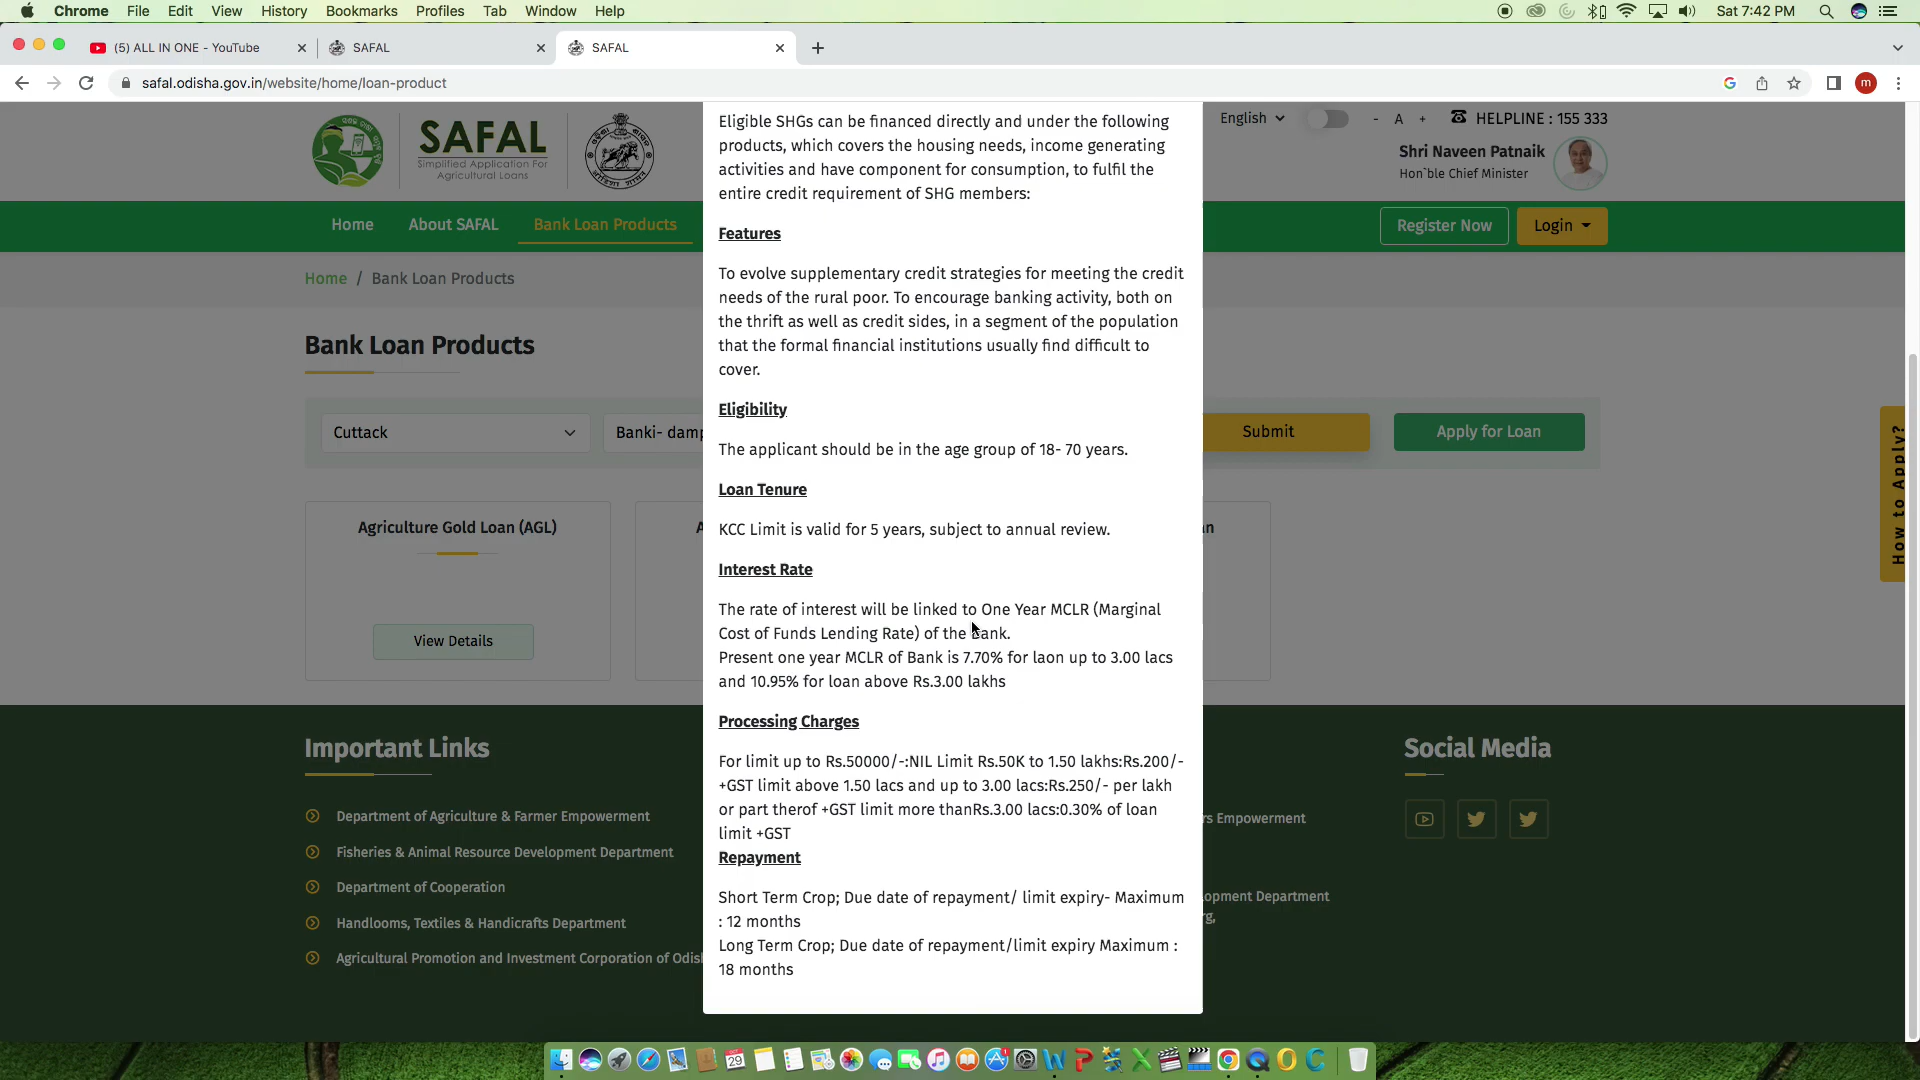 Chrome File Edit View History Bookmarks Profiles Tab Window Help
Sat 7:42 PM
(5) ALL IN ONE - YouTube
SAFAL
SAFAL
safal.odisha.gov.in/website/home/loan-product
m
SAFAL
Simplified Application For
Agricultural Loans
English
- A +
HELPLINE : 155 333
Shri Naveen Patnaik
Hon`ble Chief Minister
Home About SAFAL Bank Loan Products
Register Now
Login
Home / Bank Loan Products
Bank Loan Products
Cuttack
Banki- damp
Submit
Apply for Loan
How to Apply?
Agriculture Gold Loan (AGL)
View Details
Eligible SHGs can be financed directly and under the following
products, which covers the housing needs, income generating
activities and have component for consumption, to fulfil the
entire credit requirement of SHG members:
Features
To evolve supplementary credit strategies for meeting the credit
needs of the rural poor. To encourage banking activity, both on
the thrift as well as credit sides, in a segment of the population
that the formal financial institutions usually find difficult to
cover.
Eligibility
The applicant should be in the age group of 18- 70 years.
Loan Tenure
KCC Limit is valid for 5 years, subject to annual review.
Interest Rate
The rate of interest will be linked to One Year MCLR (Marginal
Cost of Funds Lending Rate) of the Bank.
Present one year MCLR of Bank is 7.70% for laon up to 3.00 lacs
and 10.95% for loan above Rs.3.00 lakhs
Processing Charges
For limit up to Rs.50000/-:NIL Limit Rs.50K to 1.50 lakhs:Rs.200/-
+GST limit above 1.50 lacs and up to 3.00 lacs:Rs.250/- per lakh
or part therof +GST limit more thanRs.3.00 lacs:0.30% of loan
limit +GST
Repayment
Short Term Crop; Due date of repayment/ limit expiry- Maximum
: 12 months
Long Term Crop; Due date of repayment/limit expiry Maximum :
18 months
Important Links
Department of Agriculture & Farmer Empowerment
Fisheries & Animal Resource Development Department
Department of Cooperation
Handlooms, Textiles & Handicrafts Department
Agricultural Promotion and Investment Corporation of Odis
rs Empowerment
lopment Department
rg,
Social Media